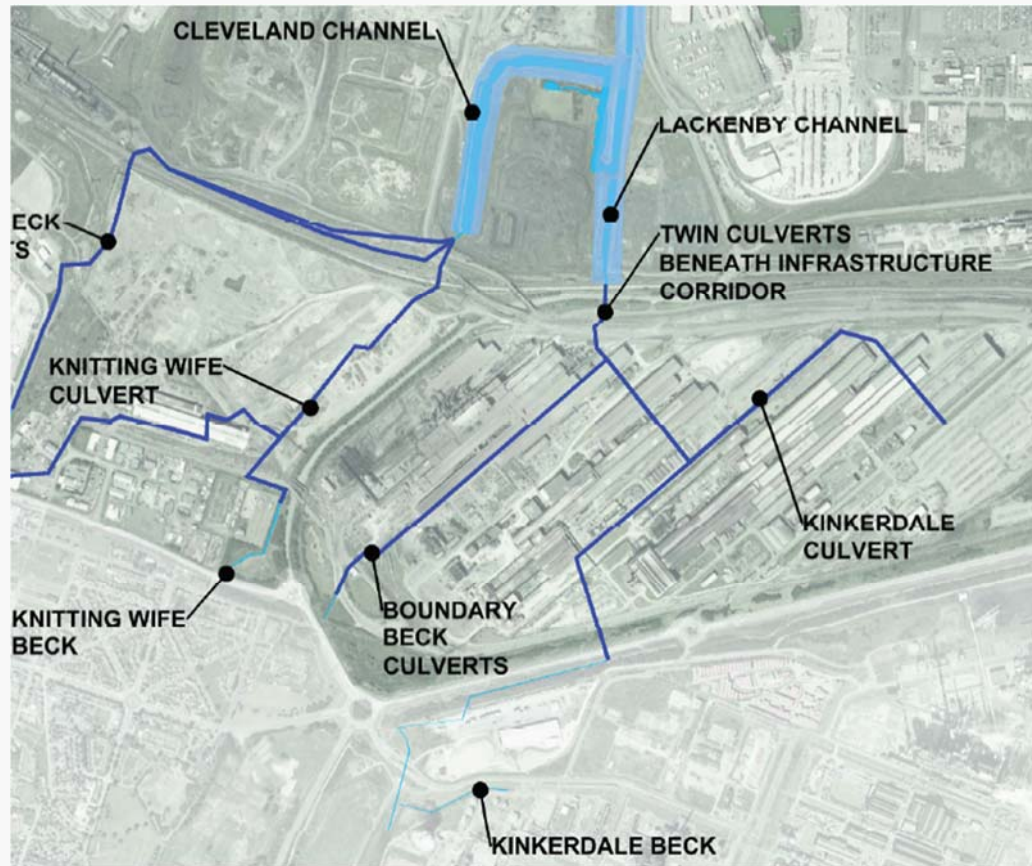 CLEVELAND CHANNEL
LACKENBY CHANNEL
ECK
TS
TWIN CULVERTS
BENEATH INFRASTRUCTURE
CORRIDOR
KNITTING WIFE
CULVERT
KINKERDALE
CULVERT
KNITTING WIFE
BECK
BOUNDARY
BECK
CULVERTS
KINKERDALE BECK